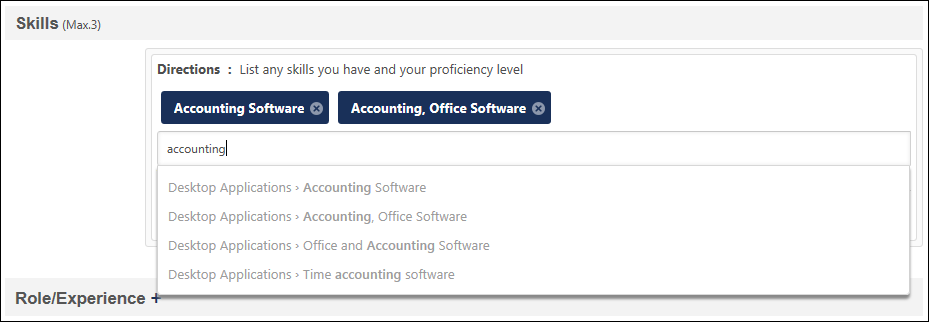 Skills (Max.3)
Directions : List any skills you have and your proficiency level
Accounting Software Accounting, Office Software
accounting
Desktop Applications › Accounting Software
Desktop Applications › Accounting, Office Software
Desktop Applications › Office and Accounting Software
Desktop Applications › Time accounting software
Role/Experience +